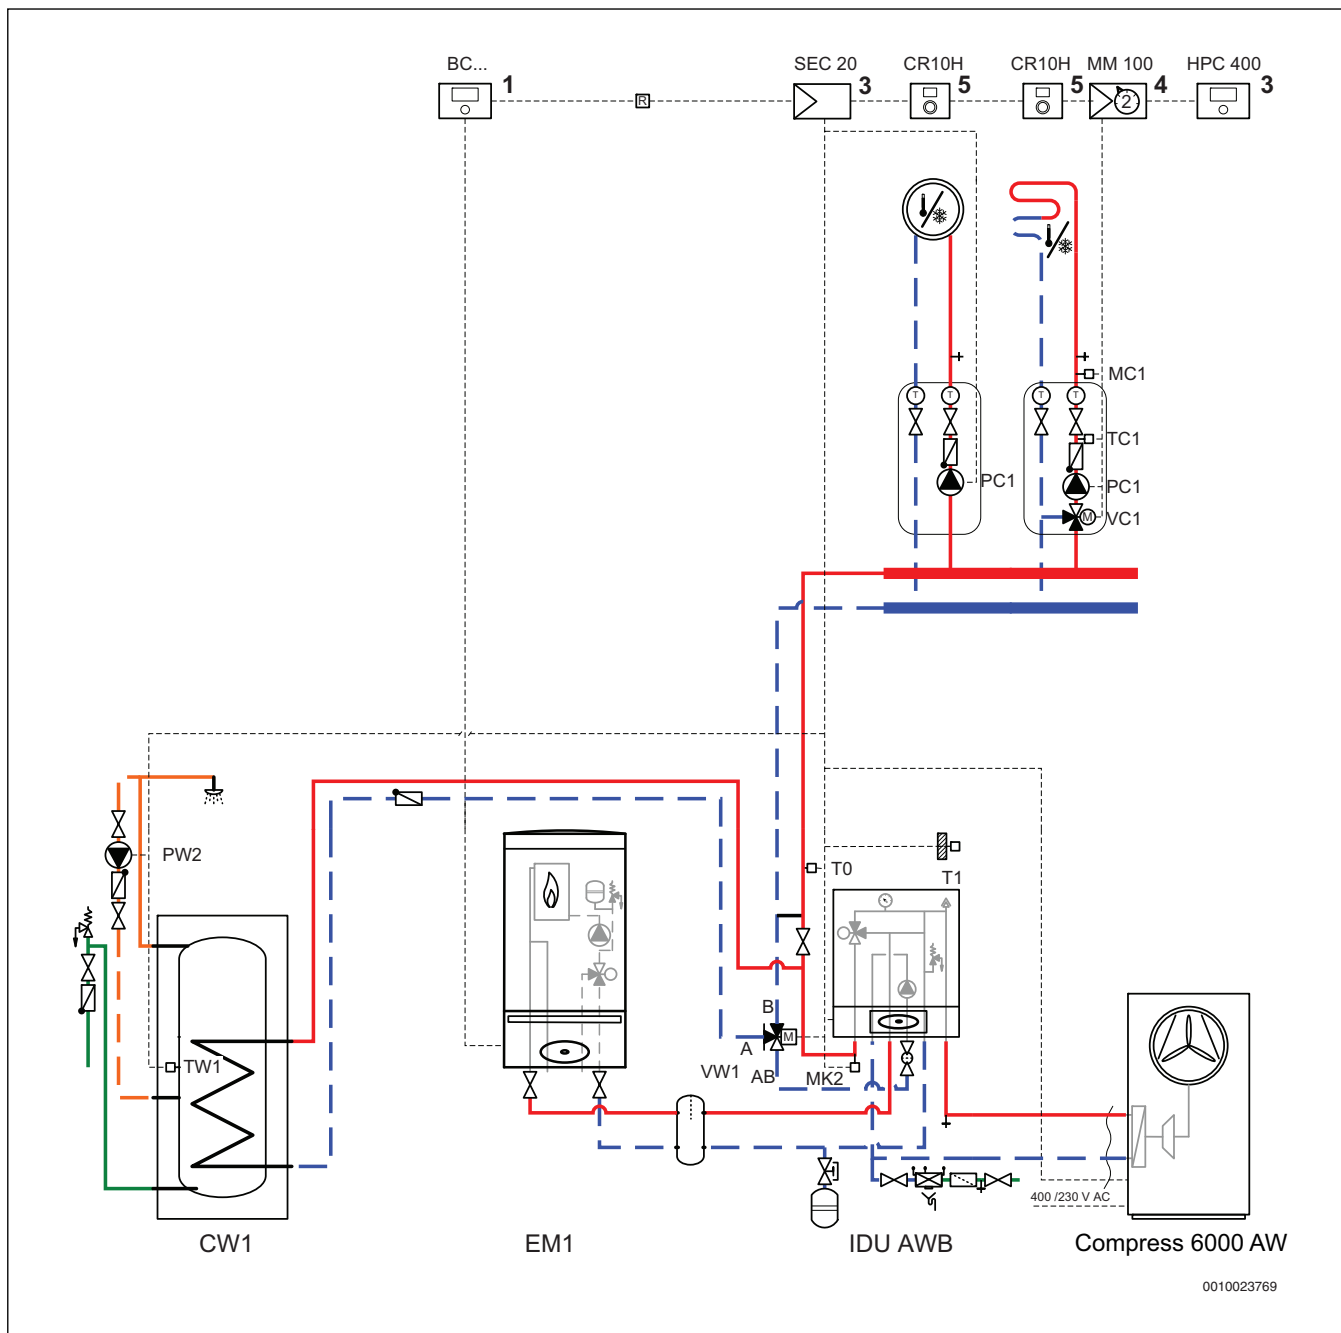 BC...
1
SEC 20
3
CR10H
5
CR10H
5
MM 100
4
HPC 400
3
R
2
MC1
T
T
T
T
TC1
PC1
PC1
M
VC1
PW2
T0
T1
B
M
A
VW1
AB
MK2
TW1
400 /230 V AC
CW1
EM1
IDU AWB
Compress 6000 AW
0010023769